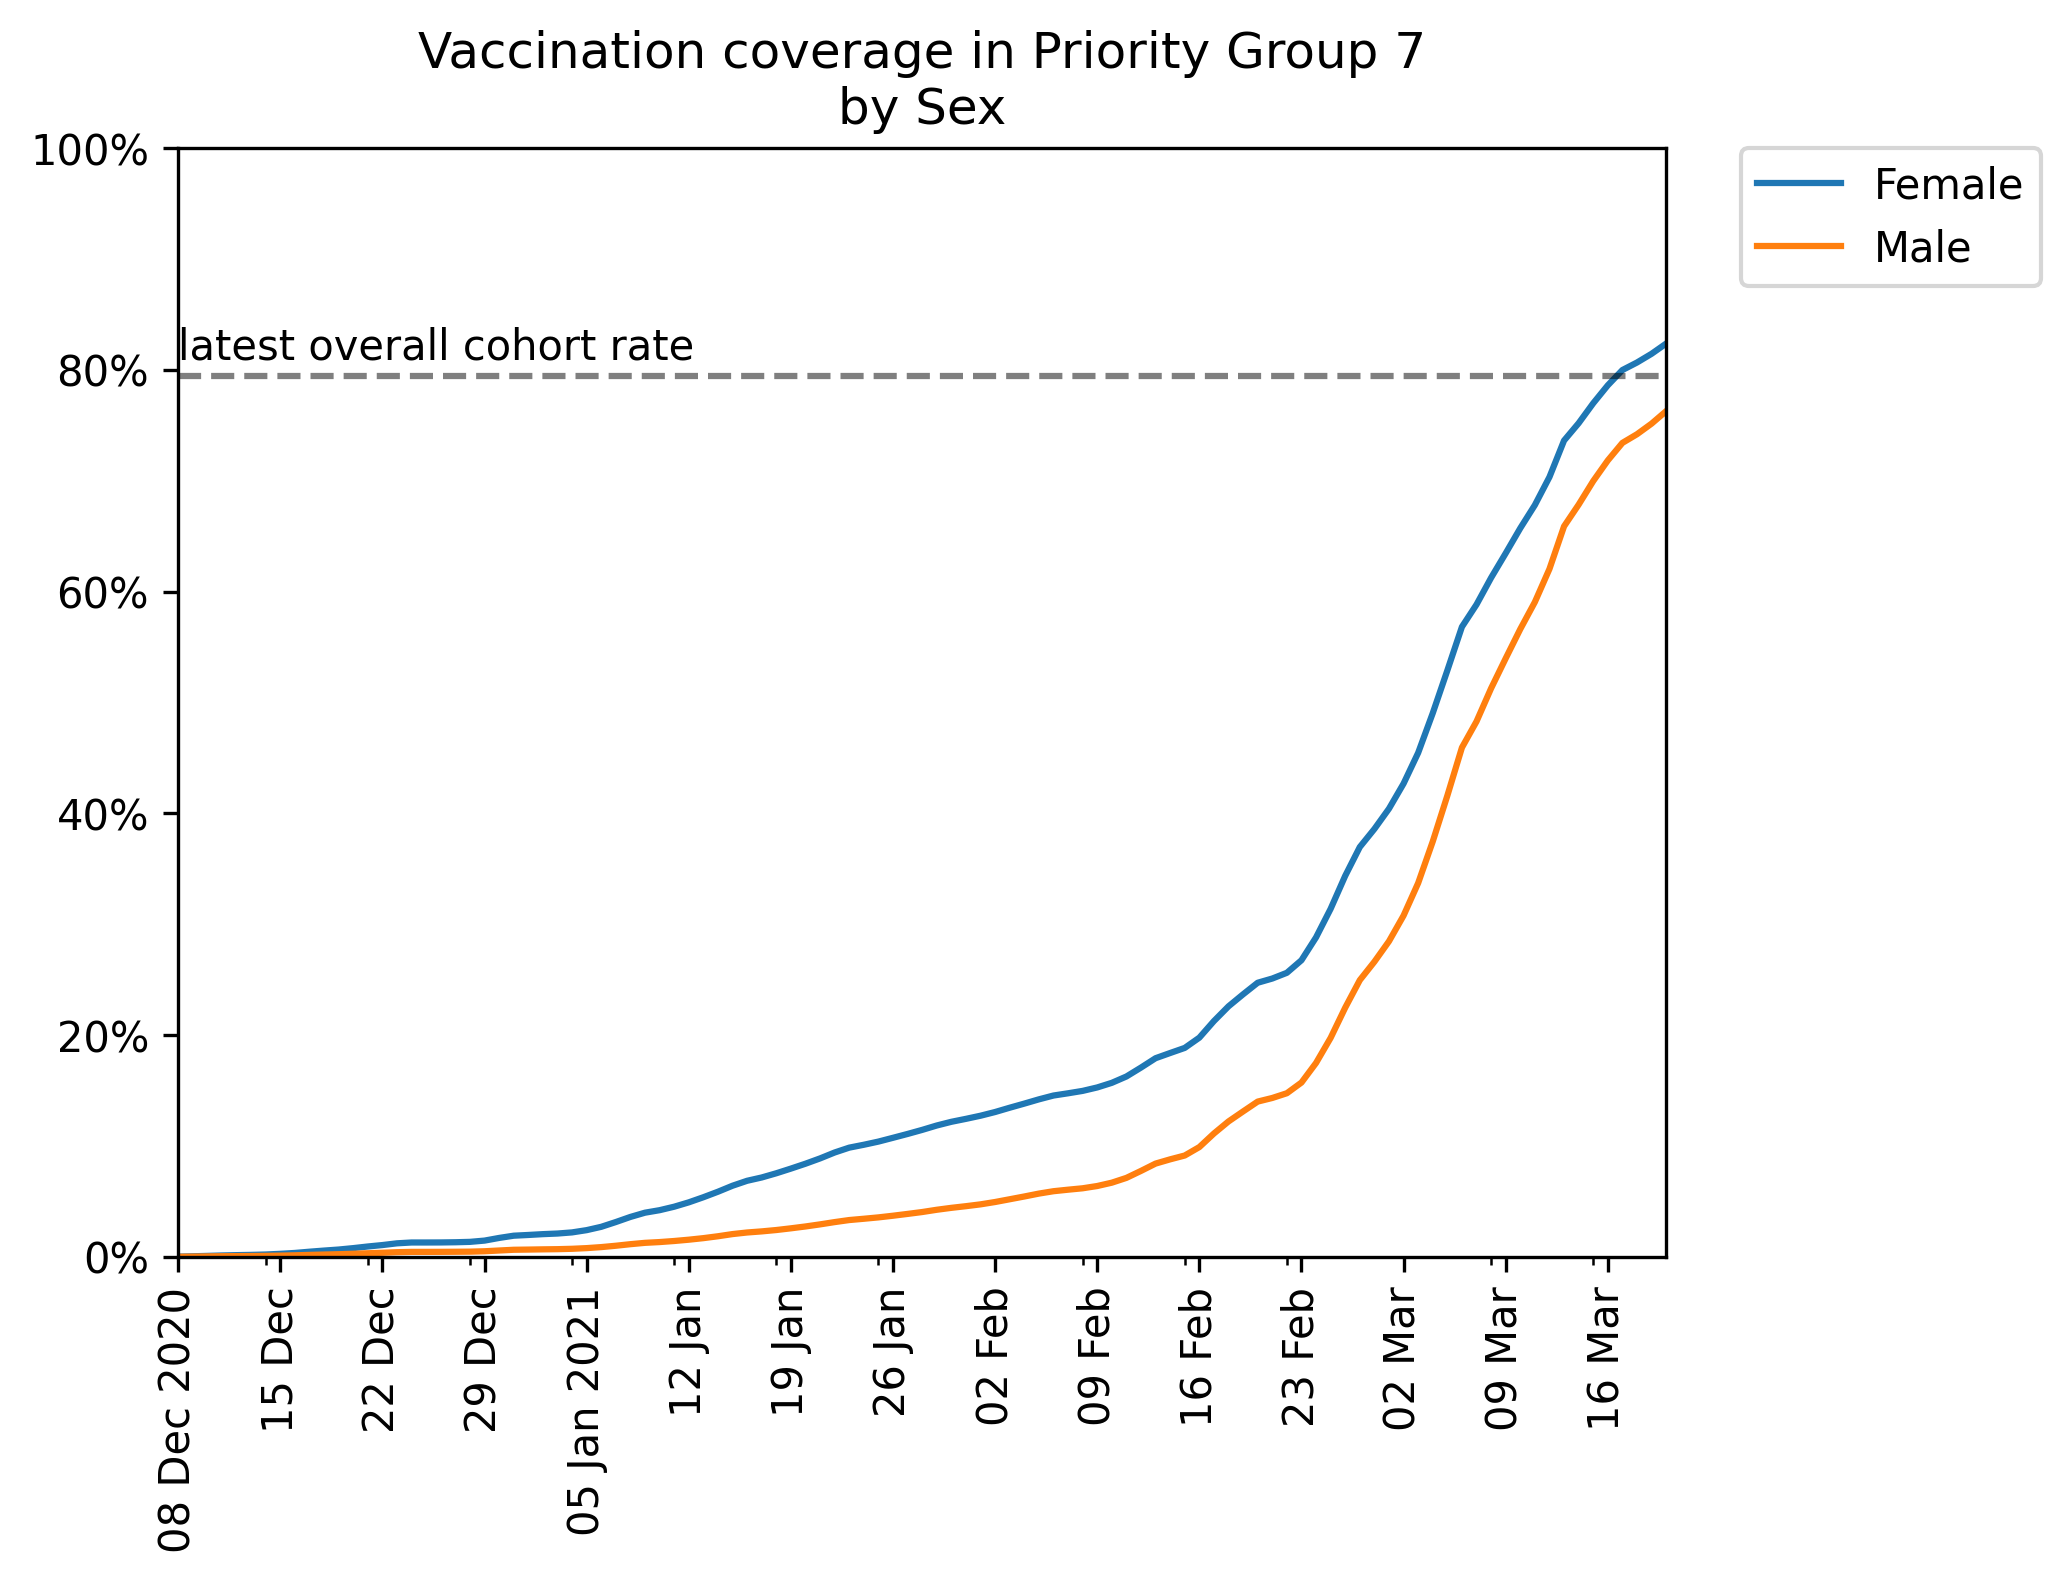 Vaccination coverage in Priority Group 7
by Sex
100%
80%
60%
40%
20%
0%
latest overall cohort rate
Female
Male
08 Dec 2020
15 Dec
22 Dec
29 Dec
05 Jan 2021
12 Jan
19 Jan
26 Jan
02 Feb
09 Feb
16 Feb
23 Feb
02 Mar
09 Mar
16 Mar